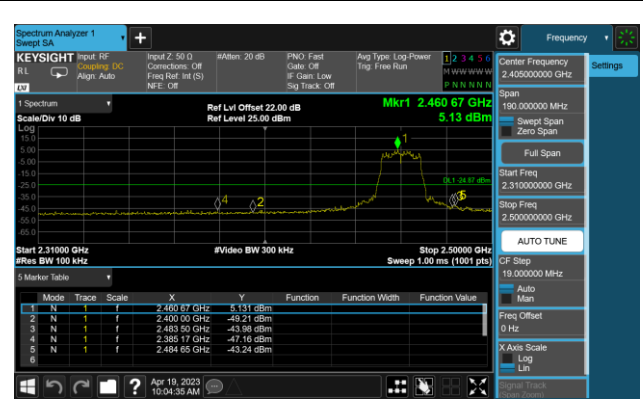 Spectrum Analyzer 1
Swept SA
Frequency
KEYSIGHT
RL
Input: RF
Coupling: DC
Align: Auto
Input Z: 50 Ω
Corrections: Off
Freq Ref: Int (S)
NFE: Off
#Atten: 20 dB
PNO: Fast
Gate: Off
IF Gain: Low
Sig Track: Off
Avg Type: Log-Power
Trig: Free Run
1 2 3 4 5 6
M W W W W W
P N N N N N
LXI
1 Spectrum
Scale/Div 10 dB
Ref Lvl Offset 22.00 dB
Ref Level 25.00 dBm
Mkr1 2.460 67 GHz
5.13 dBm
Log
15.0
5.00
-5.00
-15.0
-25.0
-35.0
-45.0
-55.0
-65.0
1
DL1 -24.87 dBm
4
2
5
Start 2.31000 GHz
#Res BW 100 kHz
#Video BW 300 kHz
Stop 2.50000 GHz
Sweep 1.00 ms (1001 pts)
5 Marker Table
Mode Trace Scale X Y Function Function Width Function Value
1 N 1 f 2.460 67 GHz 5.131 dBm
2 N 1 f 2.400 00 GHz -49.21 dBm
3 N 1 f 2.483 50 GHz -43.98 dBm
4 N 1 f 2.385 17 GHz -47.16 dBm
5 N 1 f 2.484 65 GHz -43.24 dBm
6
Apr 19, 2023
10:04:35 AM
Center Frequency
2.405000000 GHz
Settings
Span
190.000000 MHz
Swept Span
Zero Span
Full Span
Start Freq
2.310000000 GHz
Stop Freq
2.500000000 GHz
AUTO TUNE
CF Step
19.000000 MHz
Auto
Man
Freq Offset
0 Hz
X Axis Scale
Log
Lin
Signal Track
(Span Zoom)